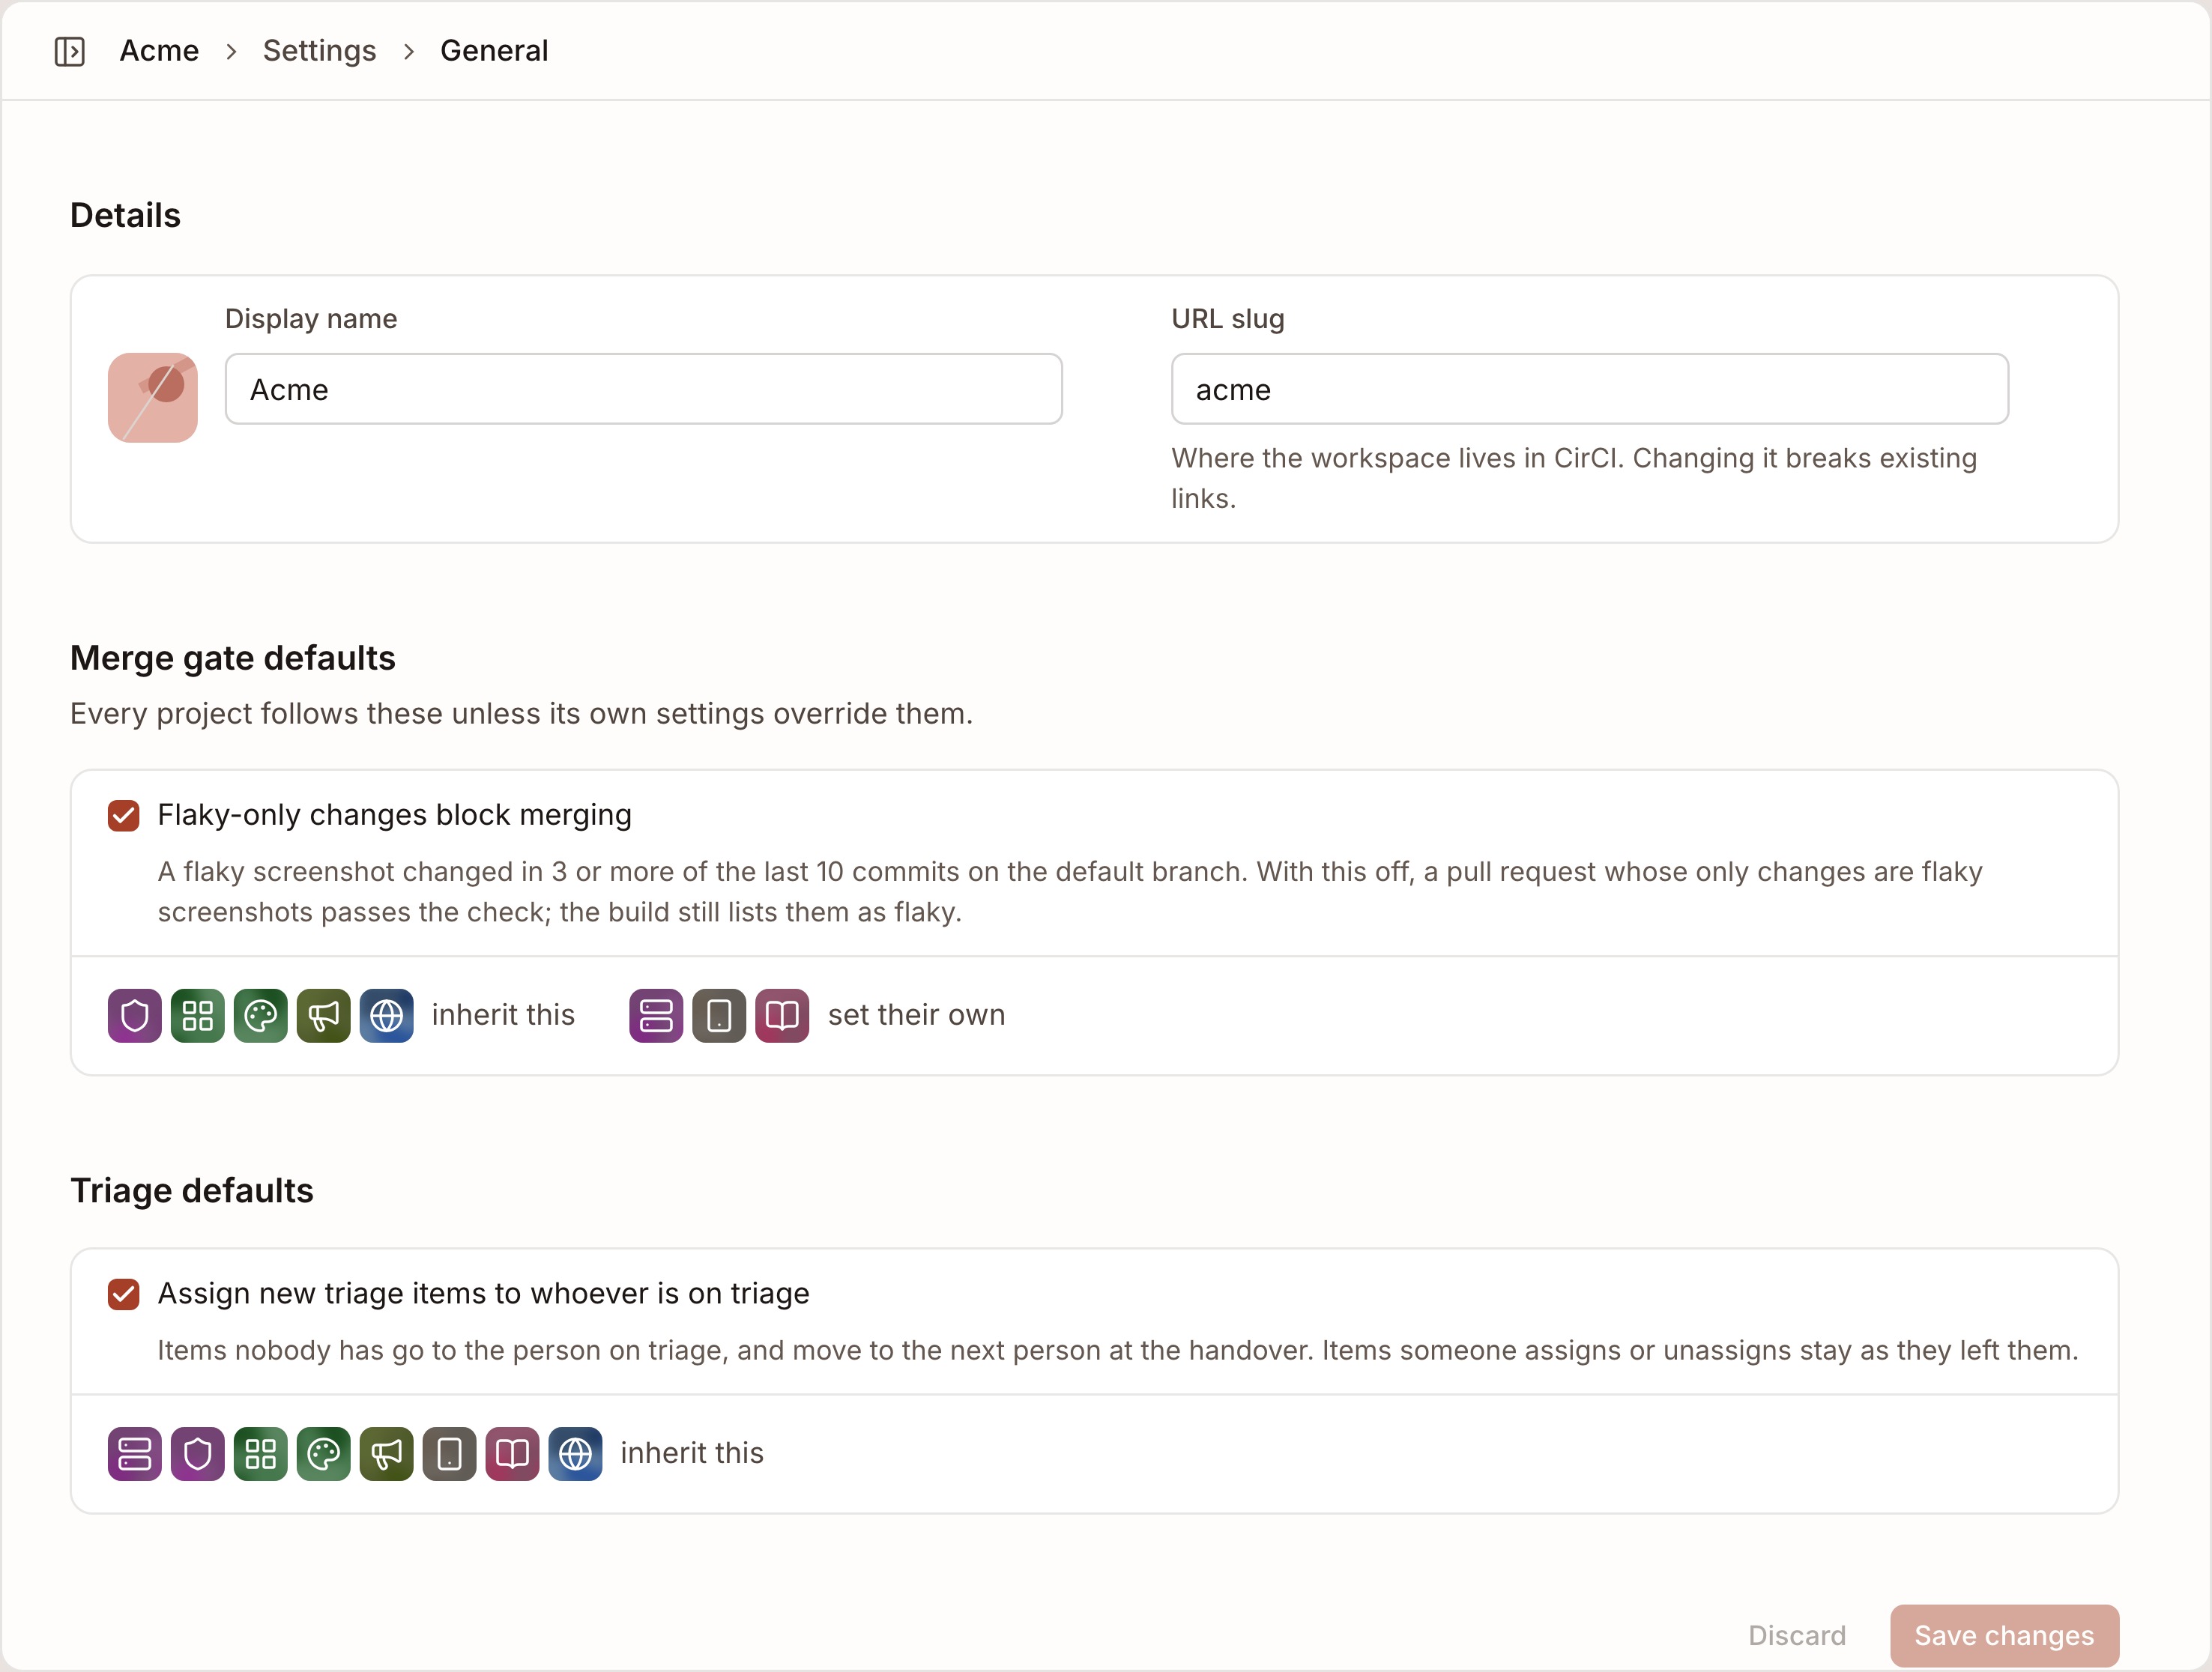 Acme > Settings > General
Details
Display name
URL slug
Acme
acme
Where the workspace lives in CirCI. Changing it breaks existing
links.
Merge gate defaults
Every project follows these unless its own settings override them.
Flaky-only changes block merging
A flaky screenshot changed in 3 or more of the last 10 commits on the default branch. With this off, a pull request whose only changes are flaky
screenshots passes the check; the build still lists them as flaky.
inherit this
set their own
Triage defaults
Assign new triage items to whoever is on triage
Items nobody has go to the person on triage, and move to the next person at the handover. Items someone assigns or unassigns stay as they left them.
inherit this
Discard
Save changes